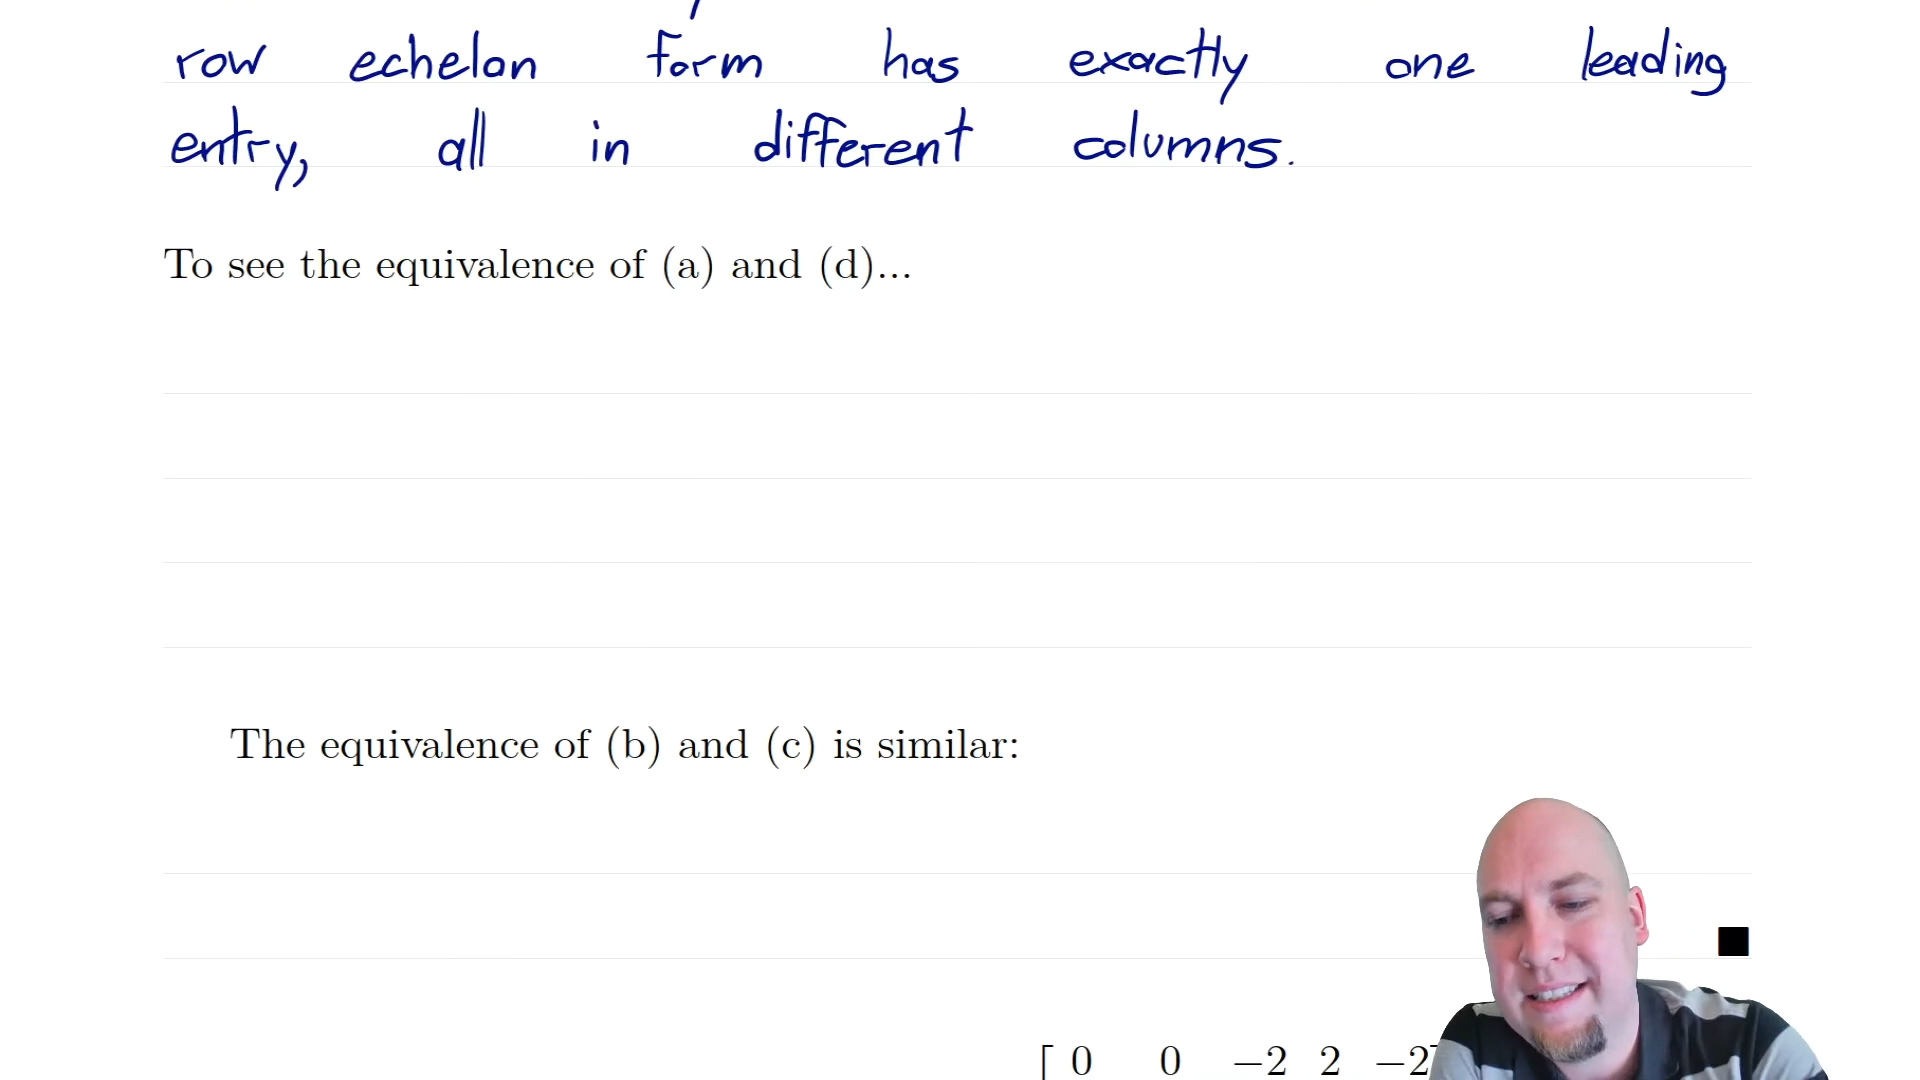 row echelon form has exactly one leading
entry, all in different columns.
To see the equivalence of (a) and (d)...
The equivalence of (b) and (c) is similar:
[ 0 0 −2 2 −2